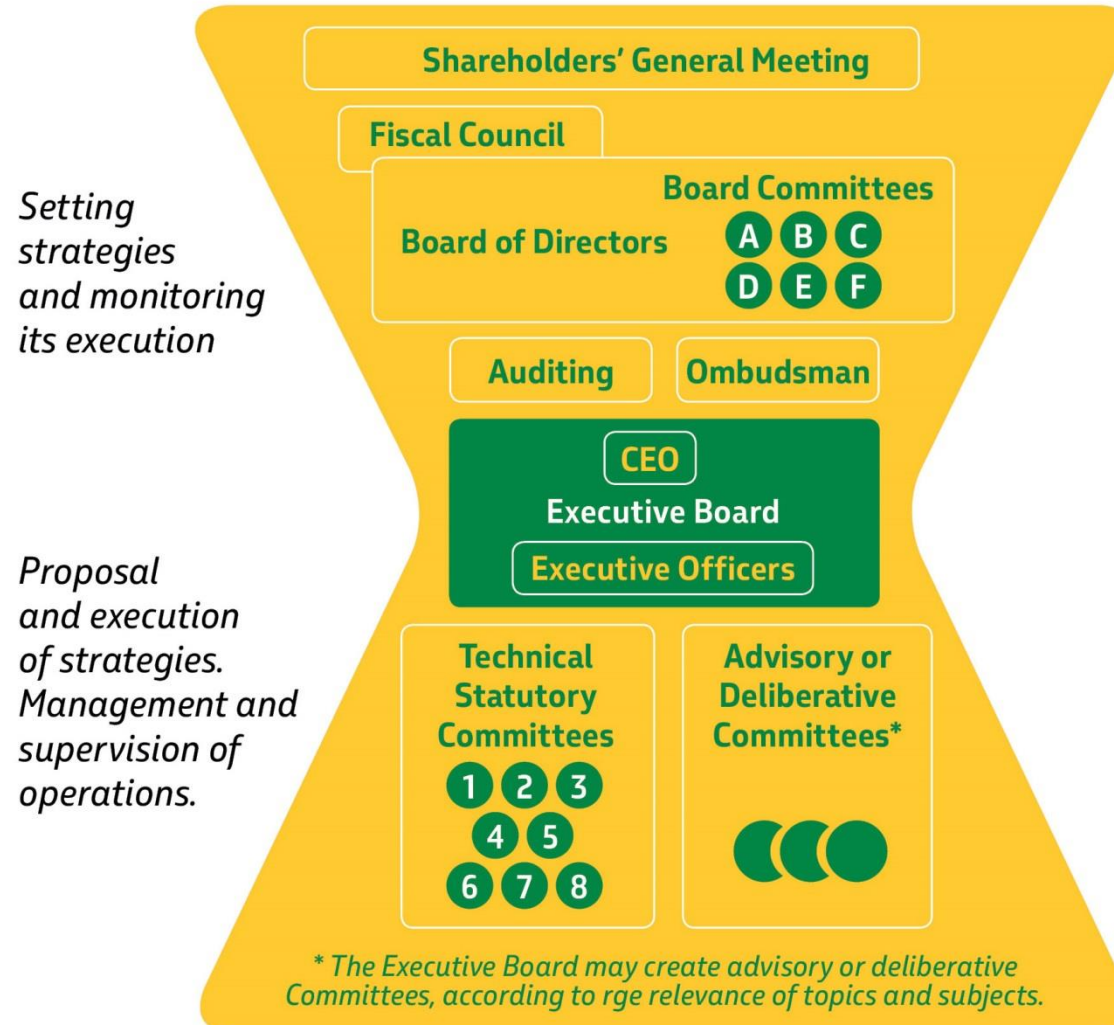 Shareholders' General Meeting
Fiscal Council
Setting
strategies
and monitoring
its execution
Board of Directors
Board Committees
A B C
D E F
Auditing
Ombudsman
CEO
Executive Board
Executive Officers
Proposal
and execution
of strategies.
Management and
supervision of
operations.
Technical
Statutory
Committees
1 2 3
4 5
6 7 8
Advisory or
Deliberative
Committees*
* The Executive Board may create advisory or deliberative
Committees, according to rge relevance of topics and subjects.